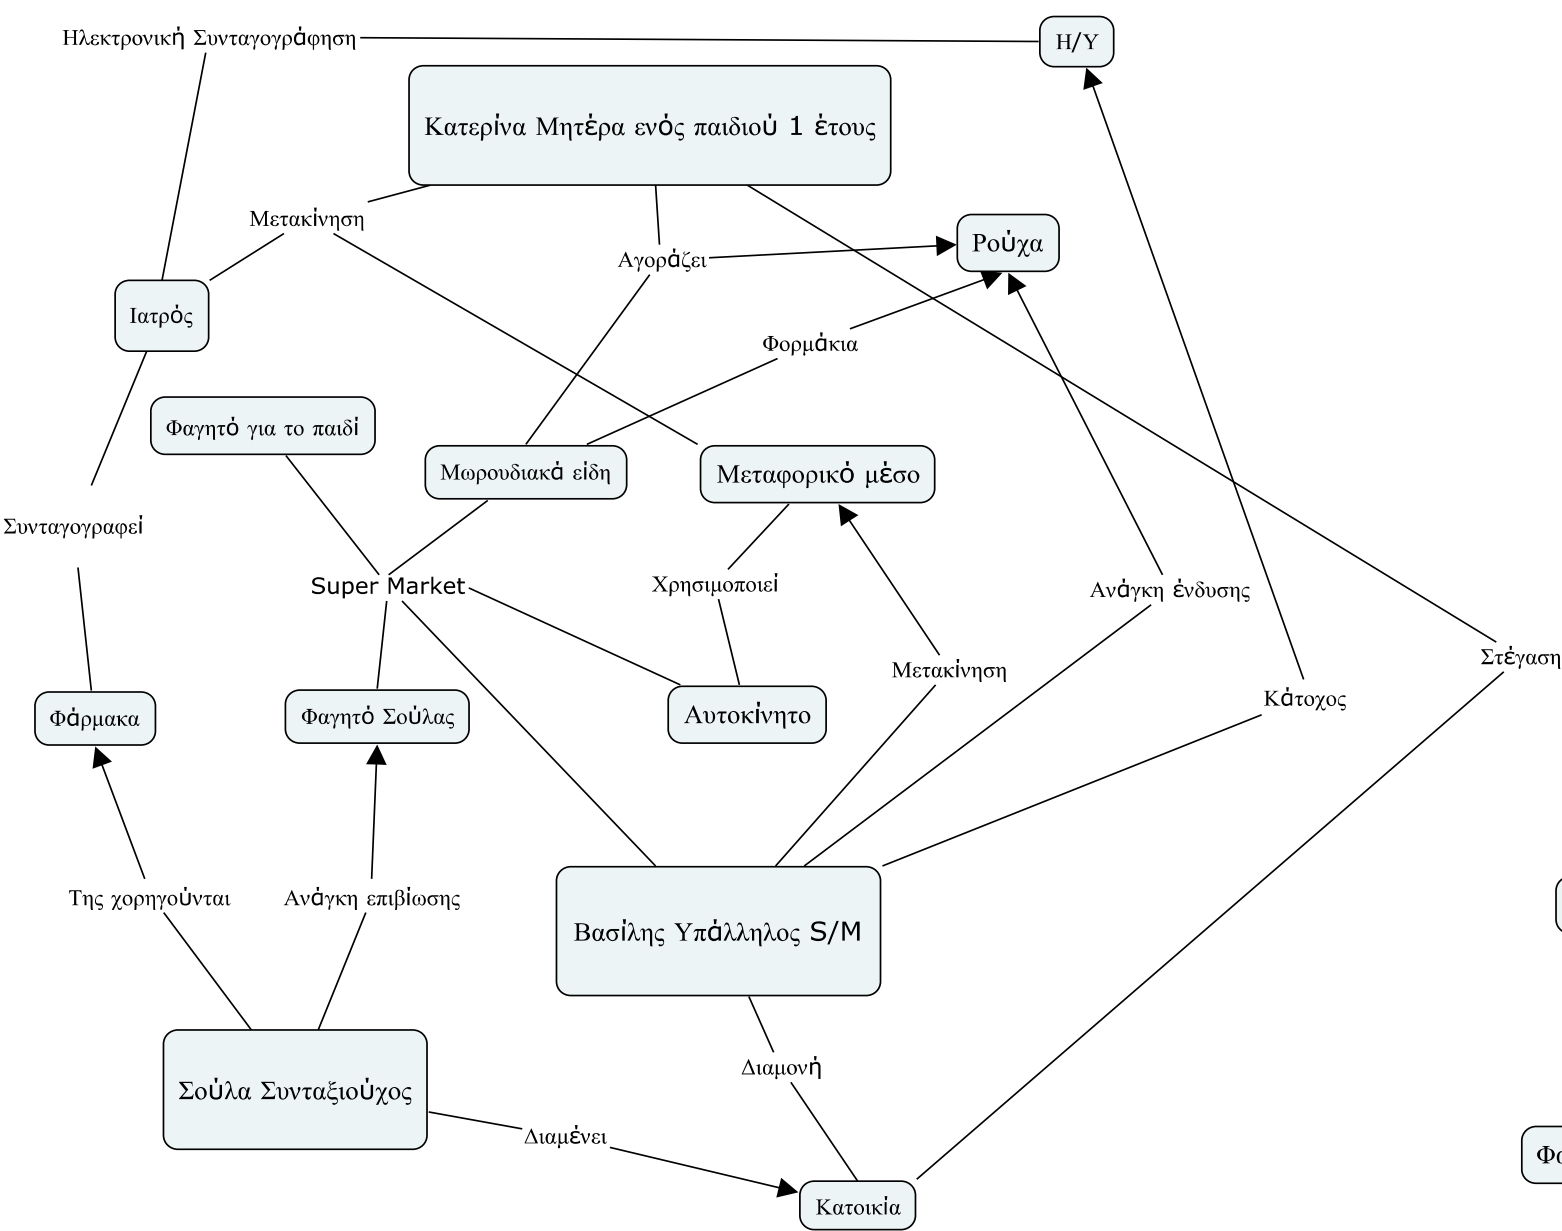 Ηλεκτρονική Συνταγογράφηση
Η/Υ
Κατερίνα Μητέρα ενός παιδιού 1 έτους
Μετακίνηση
Ρούχα
Αγοράζει
Ιατρός
Φορμάκια
Φαγητό για το παιδί
Μωρουδιακά είδη
Μεταφορικό μέσο
Συνταγογραφεί
Super Market
Χρησιμοποιεί
Ανάγκη ένδυσης
Στέγαση
Μετακίνηση
Κάτοχος
Φάρμακα
Φαγητό Σούλας
Αυτοκίνητο
Της χορηγούνται
Ανάγκη επιβίωσης
Βασίλης Υπάλληλος S/M
Διαμονή
Σούλα Συνταξιούχος
Διαμένει
Κατοικία